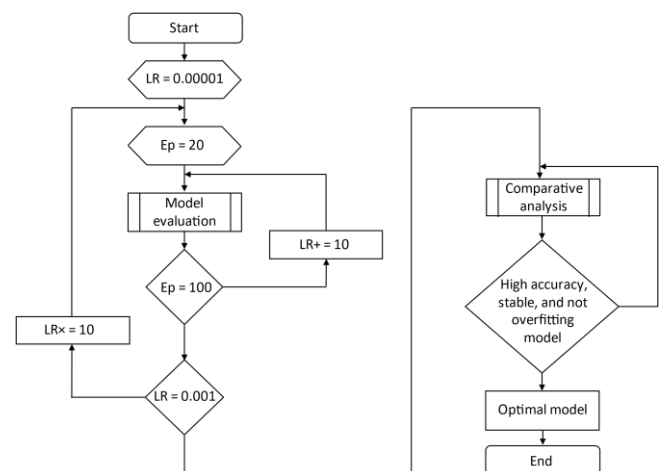 Start
LR = 0.00001
Ep = 20
Model
evaluation
LR+ = 10
Ep = 100
LR× = 10
LR = 0.001
Comparative
analysis
High accuracy,
stable, and not
overfitting
model
Optimal model
End